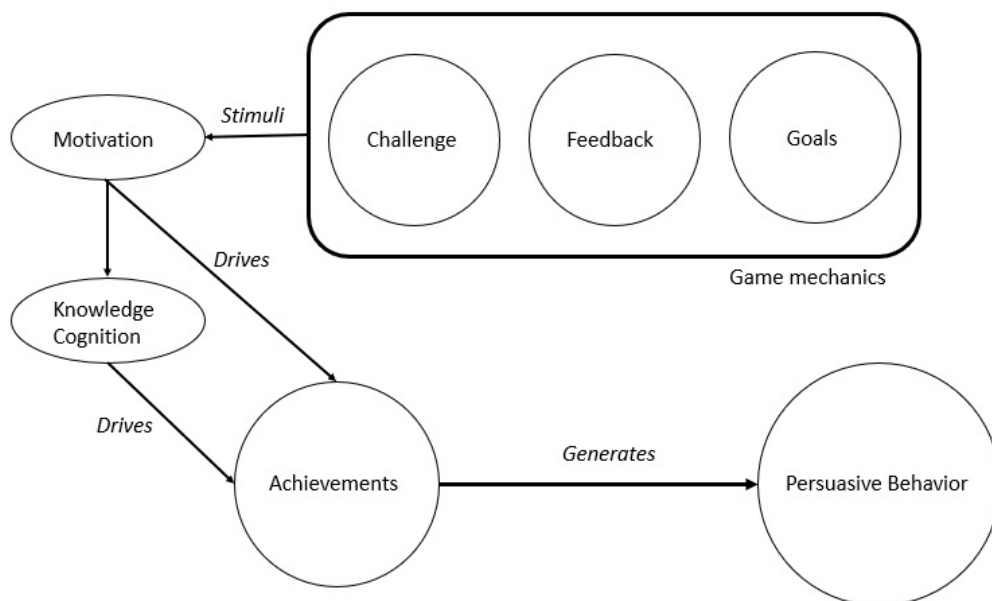 Stimuli
Motivation
Challenge
Feedback
Goals
Game mechanics
Drives
Knowledge
Cognition
Drives
Achievements
Generates
Persuasive Behavior